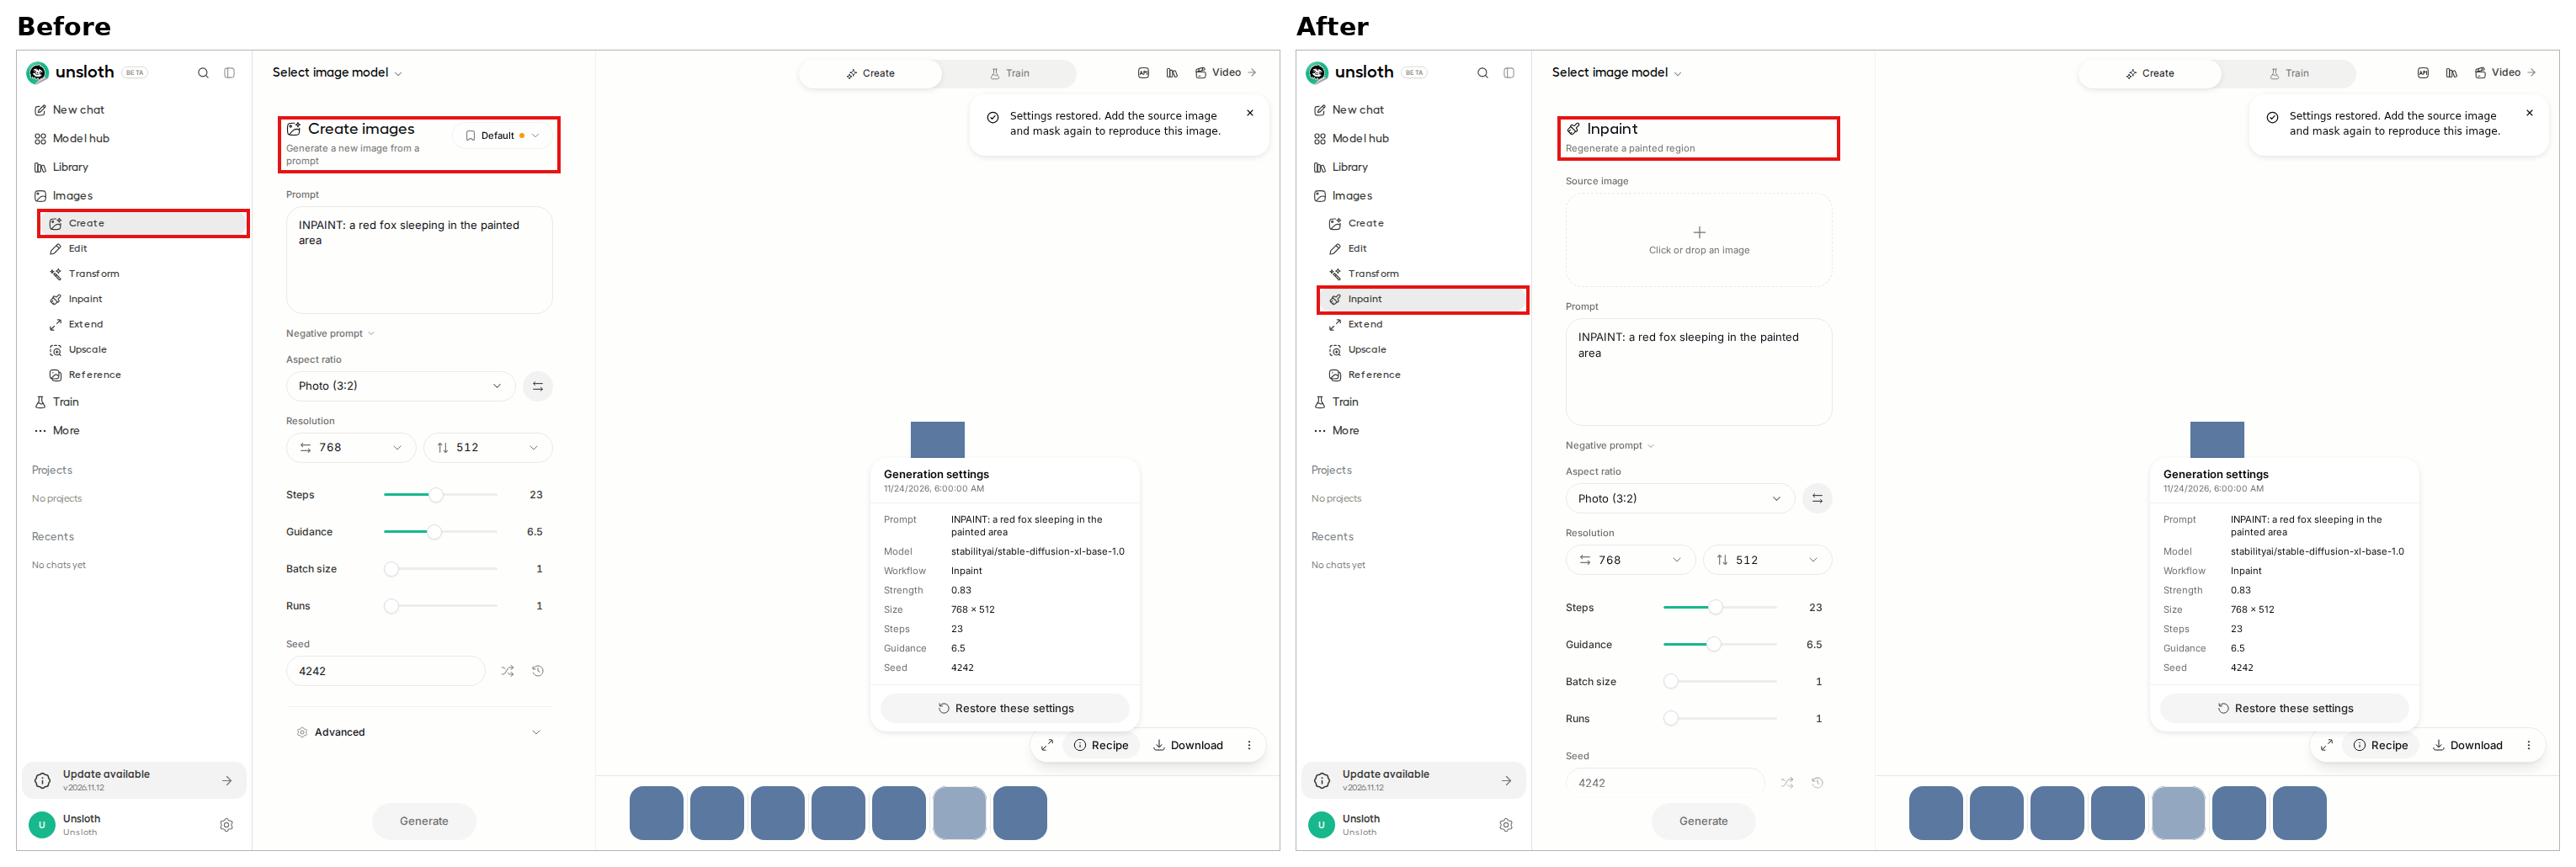 Before
unsloth BETA
New chat
Model hub
Library
Images
Create
Edit
Transform
Inpaint
Extend
Upscale
Reference
Train
More
Projects
No projects
Recents
No chats yet
Update available
v2026.11.12
U
Unsloth
Unsloth
Select image model
Create images
Generate a new image from a
prompt
Default
Prompt
INPAINT: a red fox sleeping in the painted
area
Negative prompt
Aspect ratio
Photo (3:2)
Resolution
768
512
Steps 23
Guidance 6.5
Batch size 1
Runs 1
Seed
4242
Advanced
Generate
Create
Train
API
Video
Settings restored. Add the source image
and mask again to reproduce this image.
Generation settings
11/24/2026, 6:00:00 AM
Prompt INPAINT: a red fox sleeping in the
painted area
Model stabilityai/stable-diffusion-xl-base-1.0
Workflow Inpaint
Strength 0.83
Size 768 × 512
Steps 23
Guidance 6.5
Seed 4242
Restore these settings
Recipe
Download
After
unsloth BETA
New chat
Model hub
Library
Images
Create
Edit
Transform
Inpaint
Extend
Upscale
Reference
Train
More
Projects
No projects
Recents
No chats yet
Update available
v2026.11.12
U
Unsloth
Unsloth
Select image model
Inpaint
Regenerate a painted region
Source image
Click or drop an image
Prompt
INPAINT: a red fox sleeping in the painted
area
Negative prompt
Aspect ratio
Photo (3:2)
Resolution
768
512
Steps 23
Guidance 6.5
Batch size 1
Runs 1
Seed
4242
Generate
Create
Train
API
Video
Settings restored. Add the source image
and mask again to reproduce this image.
Generation settings
11/24/2026, 6:00:00 AM
Prompt INPAINT: a red fox sleeping in the
painted area
Model stabilityai/stable-diffusion-xl-base-1.0
Workflow Inpaint
Strength 0.83
Size 768 × 512
Steps 23
Guidance 6.5
Seed 4242
Restore these settings
Recipe
Download